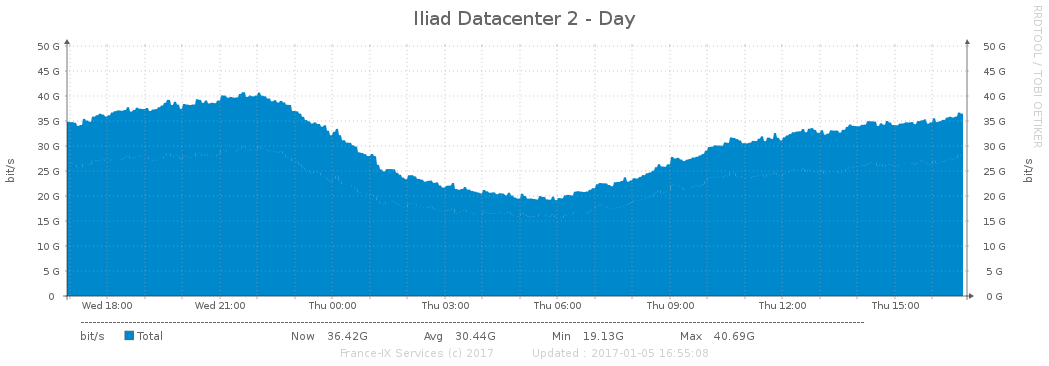 Iliad Datacenter 2 - Day
RRDTOOL / TOBI OETIKER
bit/s
bit/s
50 G 50 G
45 G 45 G
40 G 40 G
35 G 35 G
30 G 30 G
25 G 25 G
20 G 20 G
15 G 15 G
10 G 10 G
5 G 5 G
0 0 G
Wed 18:00 Wed 21:00 Thu 00:00 Thu 03:00 Thu 06:00 Thu 09:00 Thu 12:00 Thu 15:00
bit/s Total Now 36.42G Avg 30.44G Min 19.13G Max 40.69G
France-IX Services (c) 2017 Updated : 2017-01-05 16:55:08